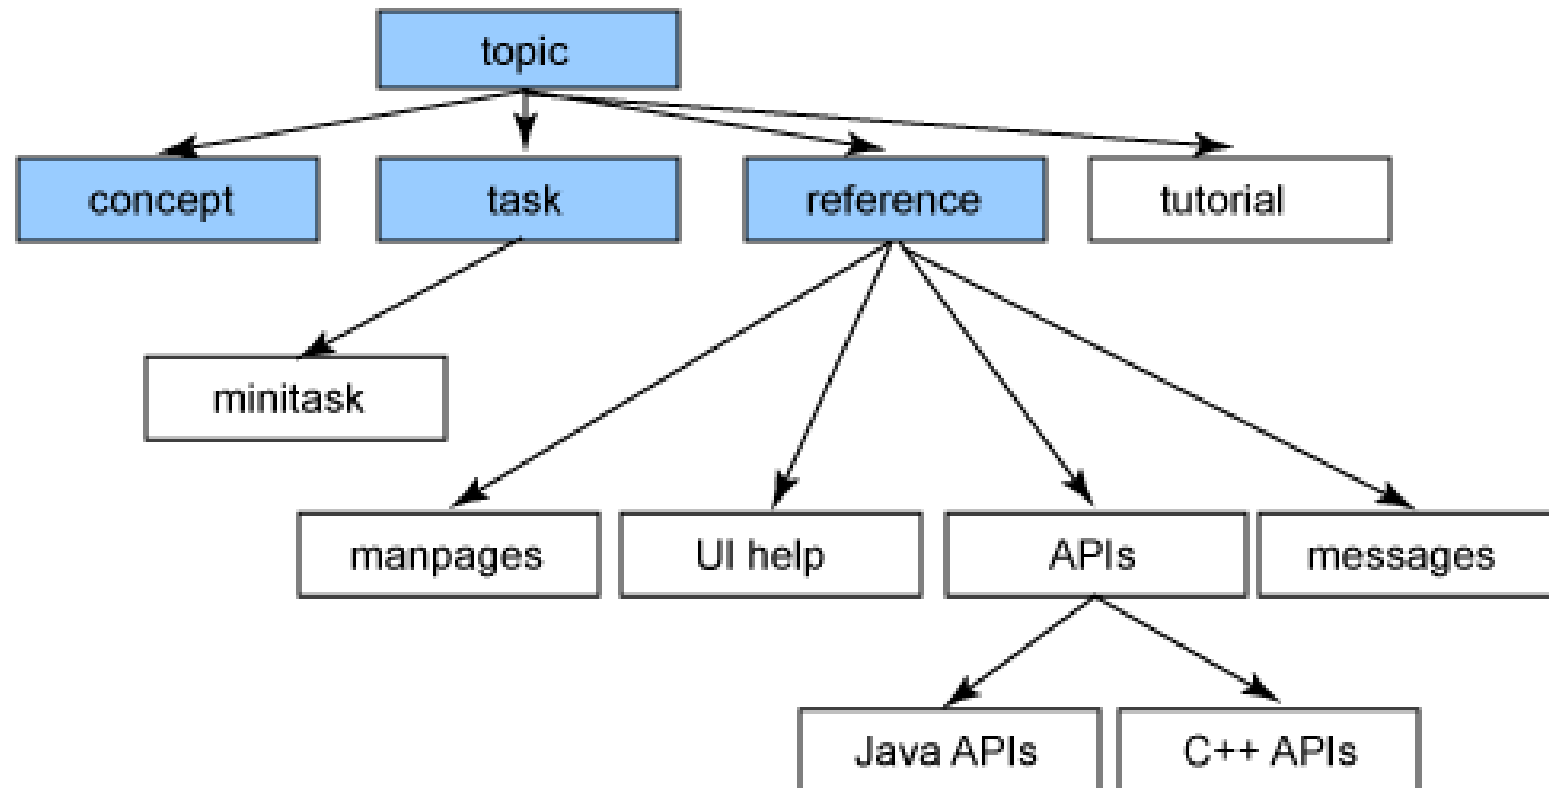 topic
concept
task
reference
tutorial
minitask
manpages
UI help
APIs
messages
Java APIs
C++ APIs